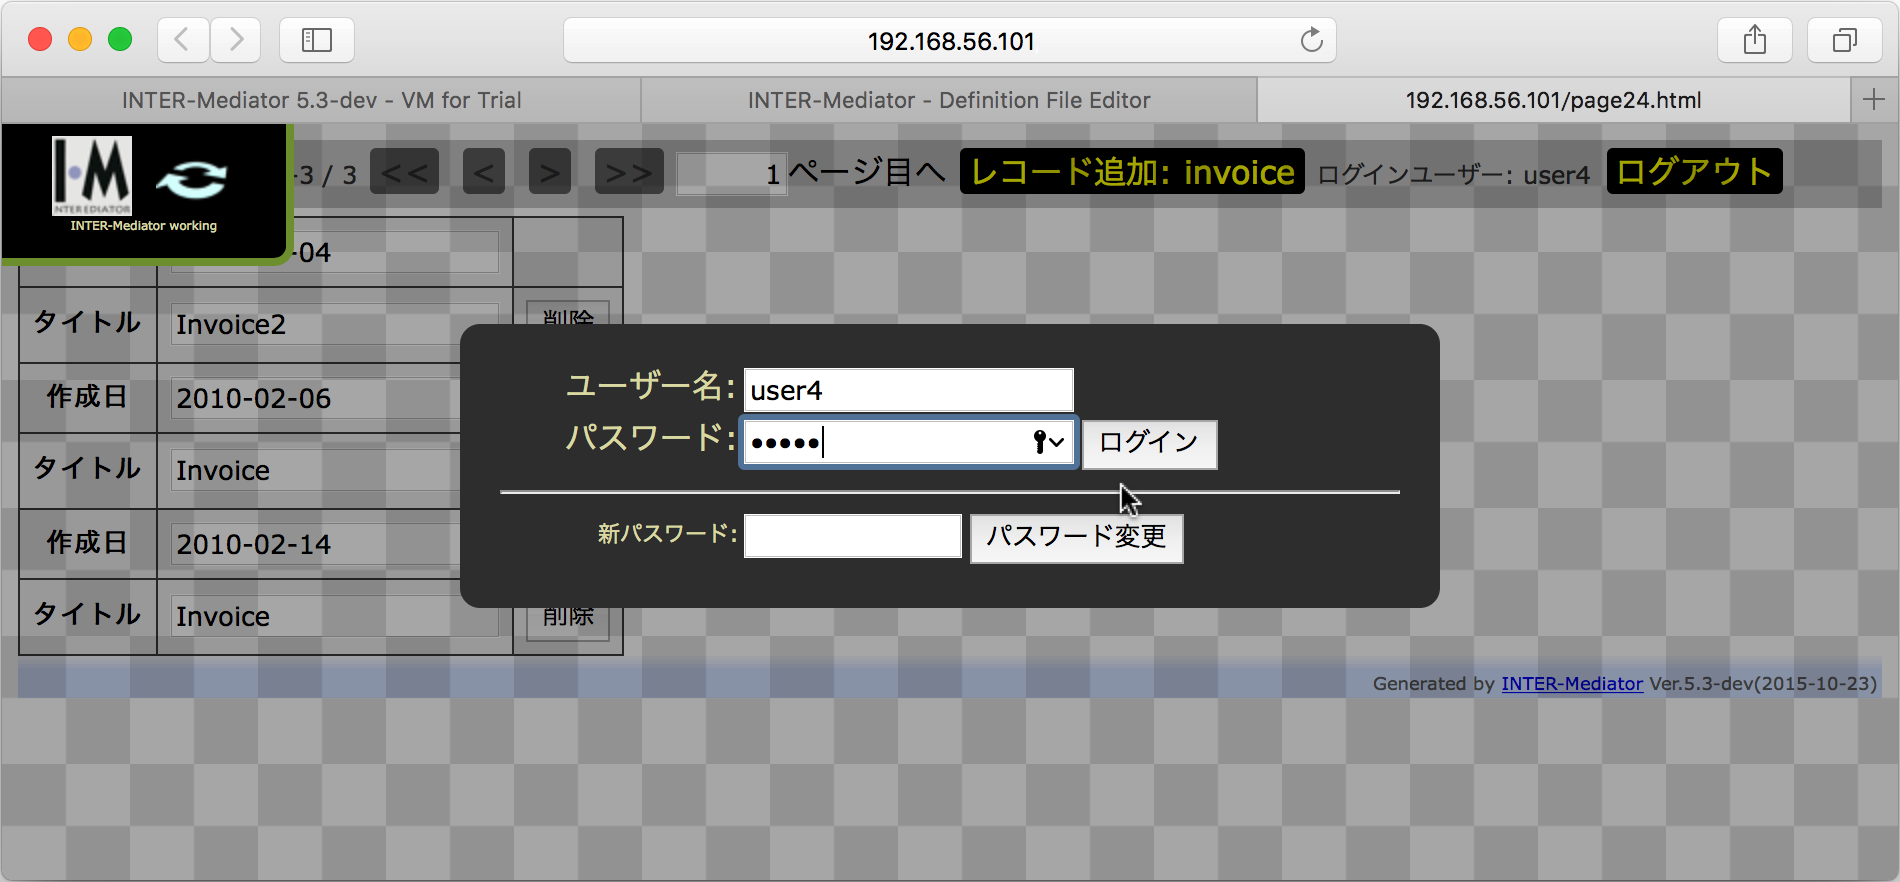 192.168.56.101
INTER-Mediator 5.3-dev - VM for Trial
INTER-Mediator - Definition File Editor
192.168.56.101/page24.html
I·M
INTER-Mediator working
-3 / 3 << < > >> 1 ページ目へ レコード追加: invoice ログインユーザー: user4 ログアウト
-04
タイトル Invoice2 削除
作成日 2010-02-06
タイトル Invoice
作成日 2010-02-14
タイトル Invoice 削除
ユーザー名: user4
パスワード: ••••• ログイン
新パスワード: パスワード変更
Generated by INTER-Mediator Ver.5.3-dev(2015-10-23)